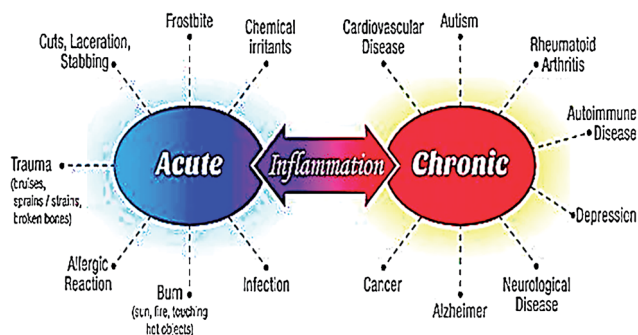 Frostbite
Cuts, Laceration,
Stabbing
Chemical
irritants
Trauma
(bruises,
sprains / strains,
broken bones)
Acute
Allergic
Reaction
Burn
(sun, fire, touching
hot objects)
Infection
Inflammation
Cardiovascular
Disease
Autism
Rheumatoid
Arthritis
Autoimmune
Disease
Chronic
Depression
Cancer
Alzheimer
Neurological
Disease